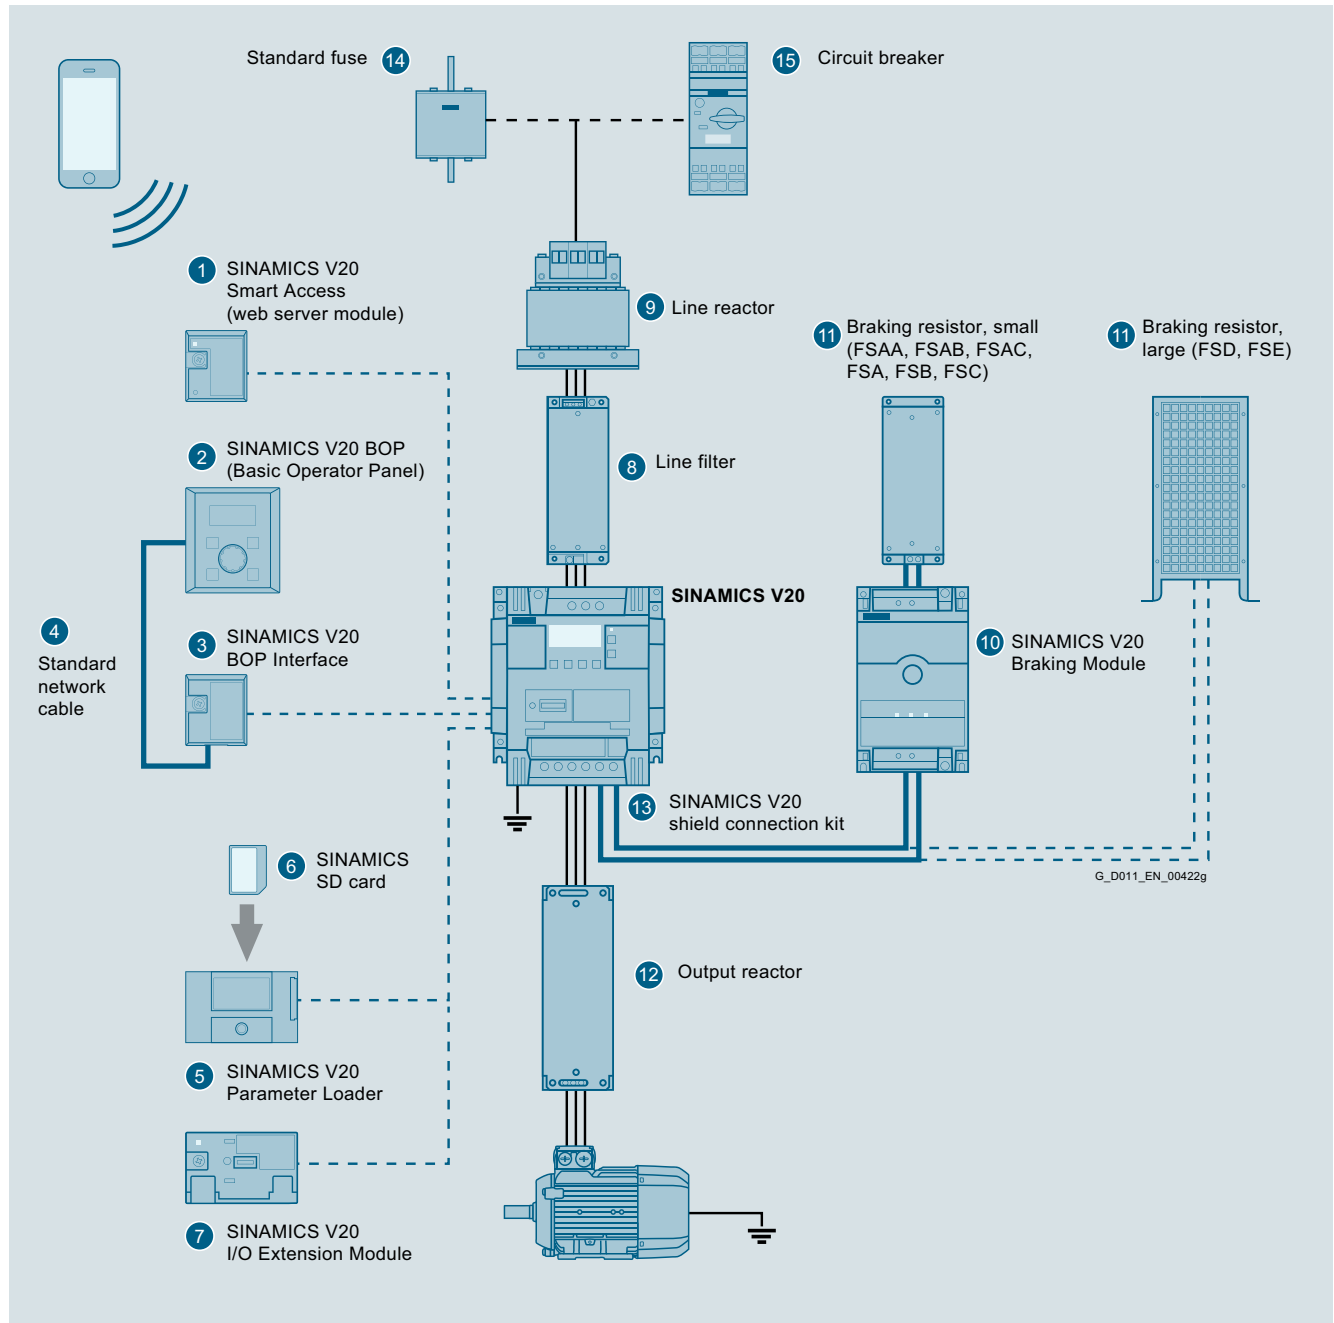 Standard fuse 14
15 Circuit breaker
1 SINAMICS V20
Smart Access
(web server module)
9 Line reactor
11 Braking resistor, small
(FSAA, FSAB, FSAC,
FSA, FSB, FSC)
11 Braking resistor,
large (FSD, FSE)
2 SINAMICS V20 BOP
(Basic Operator Panel)
8 Line filter
SINAMICS V20
4
Standard
network
cable
3 SINAMICS V20
BOP Interface
10 SINAMICS V20
Braking Module
13 SINAMICS V20
shield connection kit
6 SINAMICS
SD card
G_D011_EN_00422g
12 Output reactor
5 SINAMICS V20
Parameter Loader
7 SINAMICS V20
I/O Extension Module